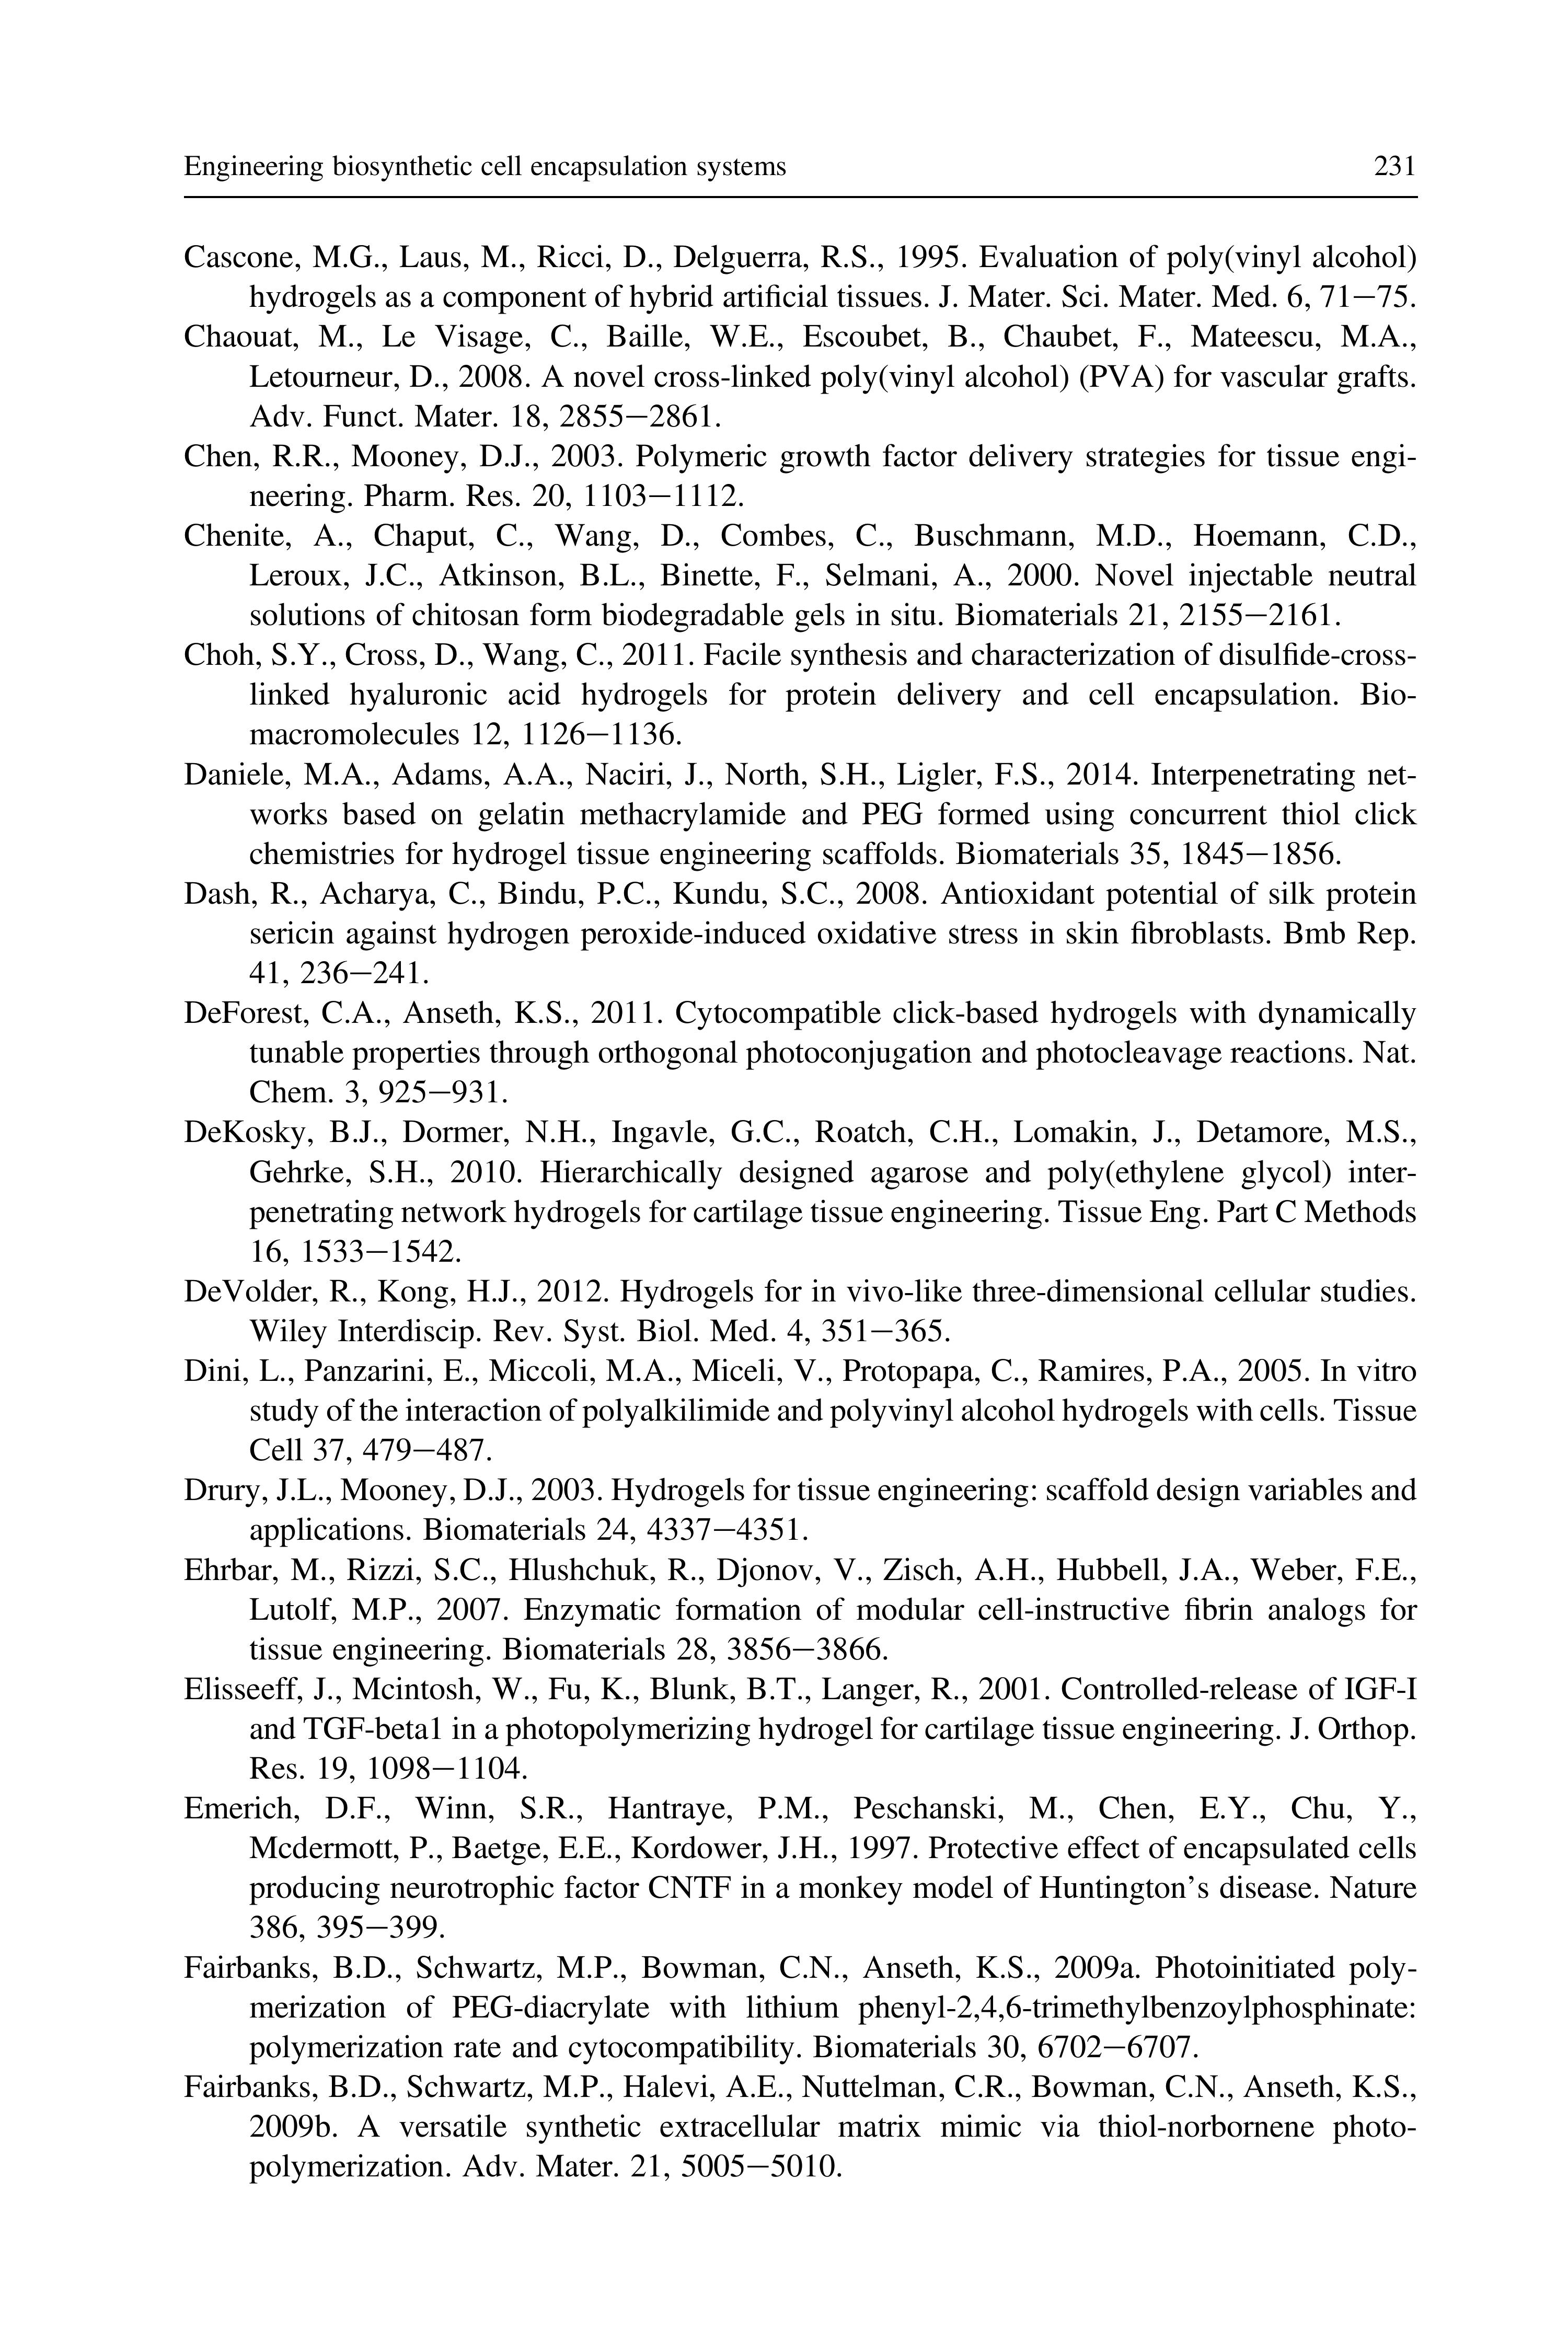 Engineering biosynthetic cell encapsulation systems 231
Cascone, M.G., Laus, M., Ricci, D., Delguerra, R.S., 1995. Evaluation of poly(vinyl alcohol)
hydrogels as a component of hybrid artificial tissues. J. Mater. Sci. Mater. Med. 6, 71—75.
Chaouat, M., Le Visage, C., Baille, W.E., Escoubet, B., Chaubet, F., Mateescu, M.A.,
Letourneur, D., 2008. A novel cross-linked poly(vinyl alcohol) (PVA) for vascular grafts.
Adv. Funct. Mater. 18, 2855—2861.
Chen, R.R., Mooney, D.J., 2003. Polymeric growth factor delivery strategies for tissue engi-
neering. Pharm. Res. 20, 1103—1112.
Chenite, A., Chaput, C., Wang, D., Combes, C., Buschmann, M.D., Hoemann, C.D.,
Leroux, J.C., Atkinson, B.L., Binette, F., Selmani, A., 2000. Novel injectable neutral
solutions of chitosan form biodegradable gels in situ. Biomaterials 21, 2155—2161.
Choh, S.Y., Cross, D., Wang, C., 2011. Facile synthesis and characterization of disulfide-cross-
linked hyaluronic acid hydrogels for protein delivery and cell encapsulation. Bio-
macromolecules 12, 1126—1136.
Daniele, M.A., Adams, A.A., Naciri, J., North, S.H., Ligler, F.S., 2014. Interpenetrating net-
works based on gelatin methacrylamide and PEG formed using concurrent thiol click
chemistries for hydrogel tissue engineering scaffolds. Biomaterials 35, 1845—1856.
Dash, R., Acharya, C., Bindu, P.C., Kundu, S.C., 2008. Antioxidant potential of silk protein
sericin against hydrogen peroxide-induced oxidative stress in skin fibroblasts. Bmb Rep.
41, 236—241.
DeForest, C.A., Anseth, K.S., 2011. Cytocompatible click-based hydrogels with dynamically
tunable properties through orthogonal photoconjugation and photocleavage reactions. Nat.
Chem. 3, 925—931.
DeKosky, B.J., Dormer, N.H., Ingavle, G.C., Roatch, C.H., Lomakin, J., Detamore, M.S.,
Gehrke, S.H., 2010. Hierarchically designed agarose and poly(ethylene glycol) inter-
penetrating network hydrogels for cartilage tissue engineering. Tissue Eng. Part C Methods
16, 1533—1542.
DeVolder, R., Kong, H.J., 2012. Hydrogels for in vivo-like three-dimensional cellular studies.
Wiley Interdiscip. Rev. Syst. Biol. Med. 4, 351—365.
Dini, L., Panzarini, E., Miccoli, M.A., Miceli, V., Protopapa, C., Ramires, P.A., 2005. In vitro
study of the interaction of polyalkilimide and polyvinyl alcohol hydrogels with cells. Tissue
Cell 37, 479—487.
Drury, J.L., Mooney, D.J., 2003. Hydrogels for tissue engineering: scaffold design variables and
applications. Biomaterials 24, 4337—4351.
Ehrbar, M., Rizzi, S.C., Hlushchuk, R., Djonov, V., Zisch, A.H., Hubbell, J.A., Weber, F.E.,
Lutolf, M.P., 2007. Enzymatic formation of modular cell-instructive fibrin analogs for
tissue engineering. Biomaterials 28, 3856—3866.
Elisseeff, J., Mcintosh, W., Fu, K., Blunk, B.T., Langer, R., 2001. Controlled-release of IGF-I
and TGF-beta1 in a photopolymerizing hydrogel for cartilage tissue engineering. J. Orthop.
Res. 19, 1098—1104.
Emerich, D.F., Winn, S.R., Hantraye, P.M., Peschanski, M., Chen, E.Y., Chu, Y.,
Mcdermott, P., Baetge, E.E., Kordower, J.H., 1997. Protective effect of encapsulated cells
producing neurotrophic factor CNTF in a monkey model of Huntington’s disease. Nature
386, 395—399.
Fairbanks, B.D., Schwartz, M.P., Bowman, C.N., Anseth, K.S., 2009a. Photoinitiated poly-
merization of PEG-diacrylate with lithium phenyl-2,4,6-trimethylbenzoylphosphinate:
polymerization rate and cytocompatibility. Biomaterials 30, 6702—6707.
Fairbanks, B.D., Schwartz, M.P., Halevi, A.E., Nuttelman, C.R., Bowman, C.N., Anseth, K.S.,
2009b. A versatile synthetic extracellular matrix mimic via thiol-norbornene photo-
polymerization. Adv. Mater. 21, 5005—5010.